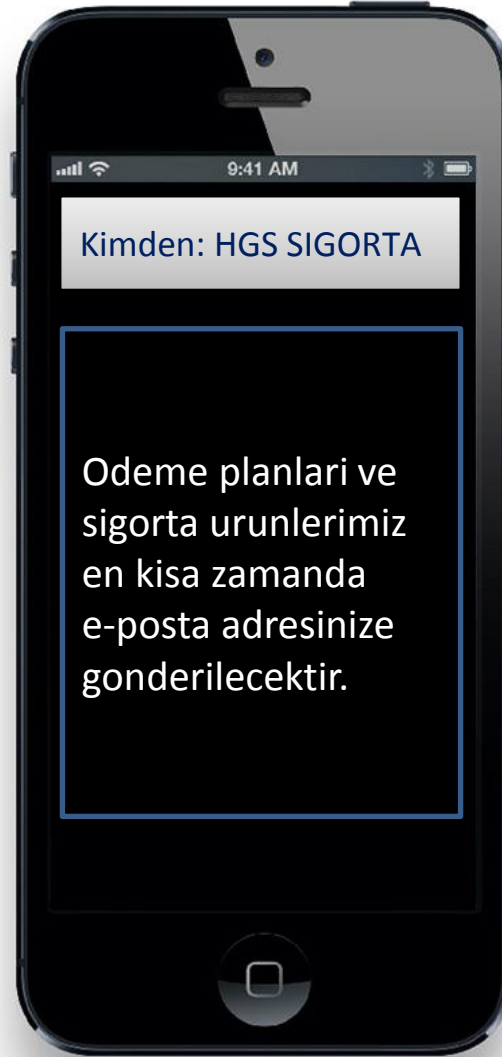 9:41 AM
Kimden: HGS SIGORTA
Odeme planlari ve
sigorta urunlerimiz
en kisa zamanda
e-posta adresinize
gonderilecektir.